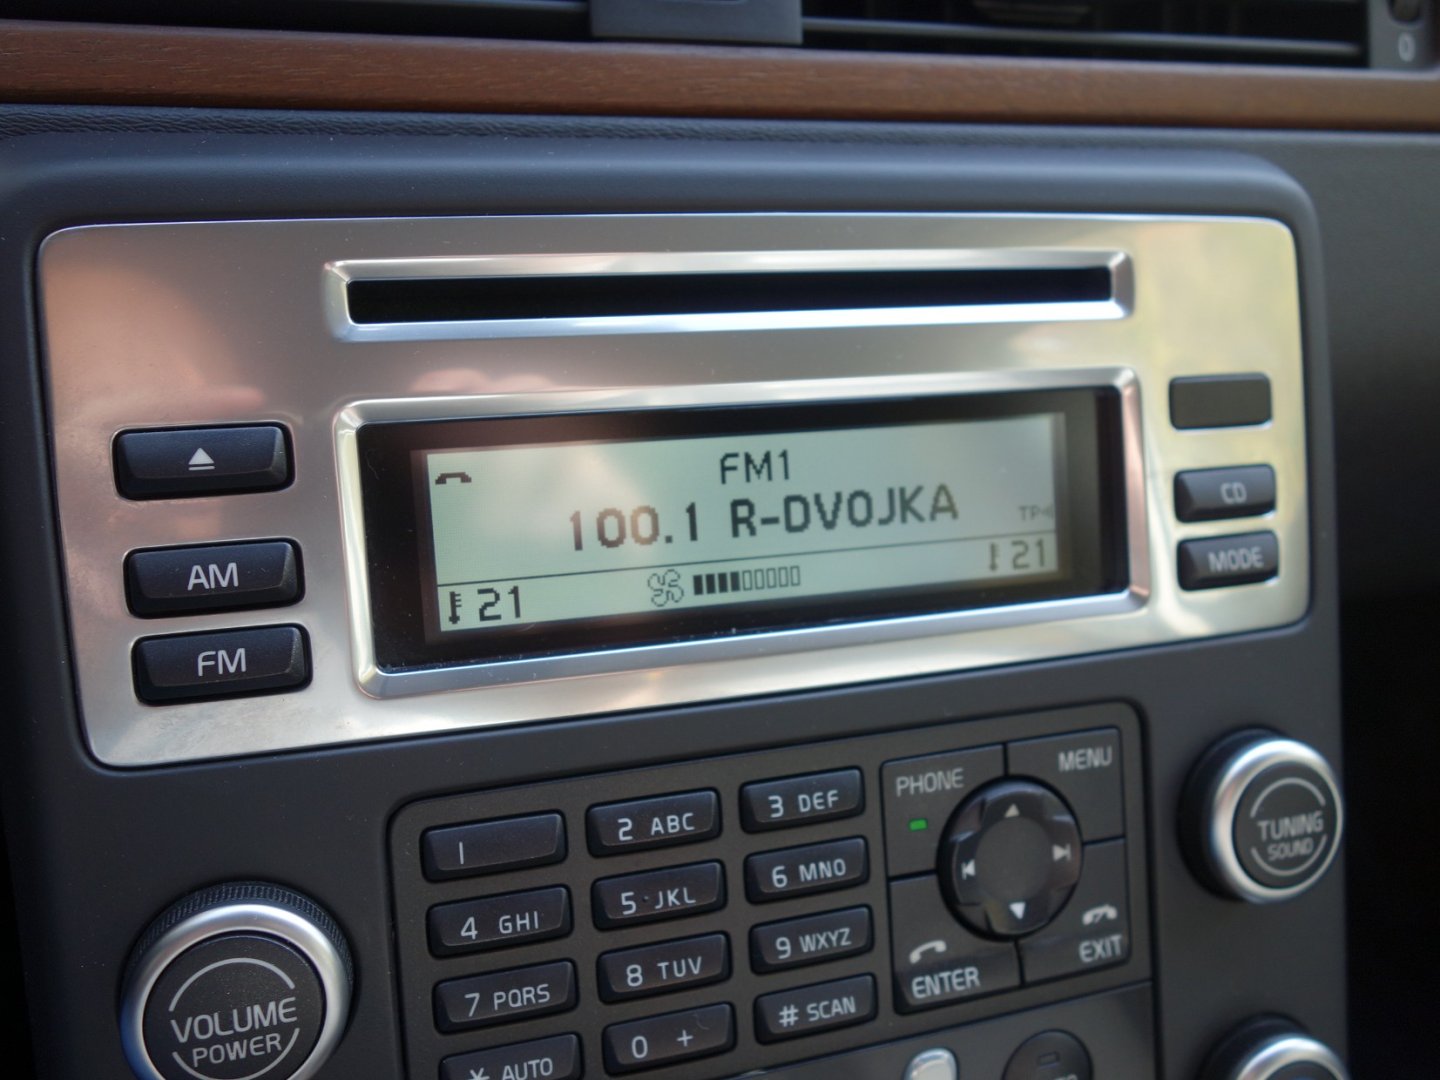 0
FM1
100.1 R-DVOJKA
TP
21
21
AM
FM
CD
MODE
PHONE
MENU
1
2 ABC
3 DEF
4 GHI
5 JKL
6 MNO
7 PQRS
8 TUV
9 WXYZ
* AUTO
0 +
# SCAN
ENTER
EXIT
VOLUME
POWER
TUNING
SOUND